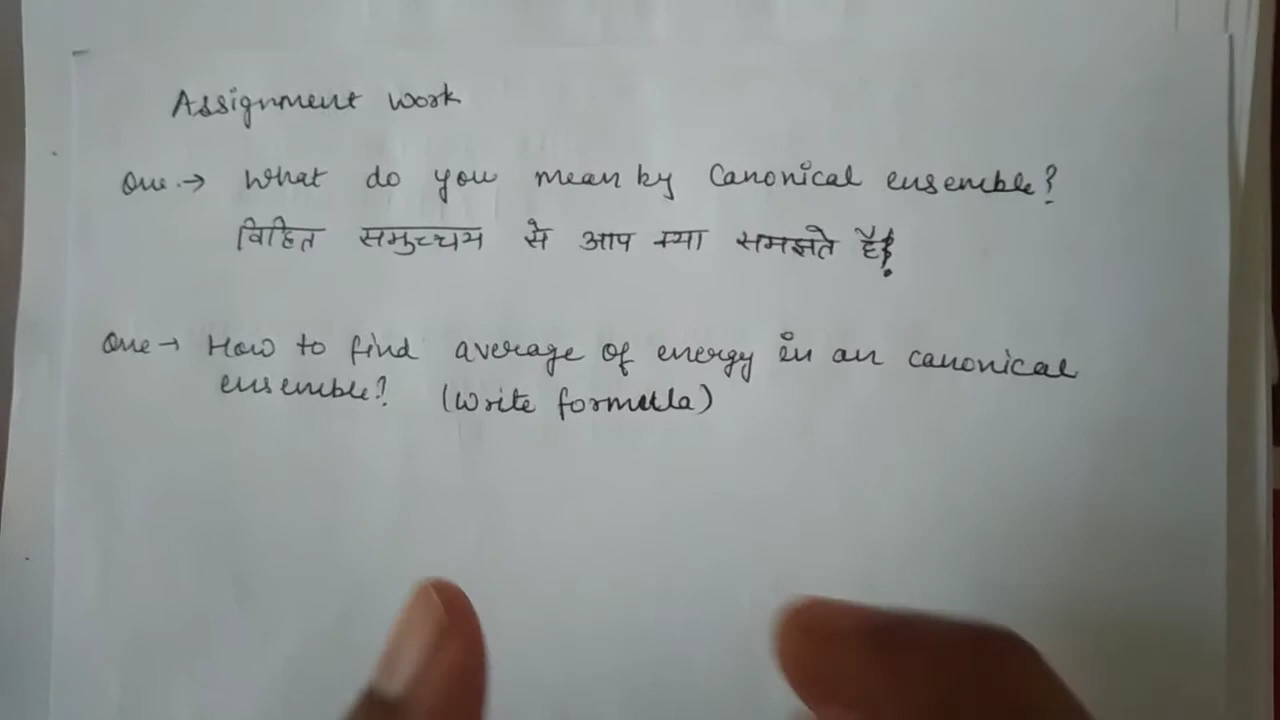 Assignment work
Que.→ What do you mean by Canonical ensemble?
विहित समुच्चय से आप क्या समझते है?
Que→ How to find average of energy in an canonical
ensemble? (Write formula)